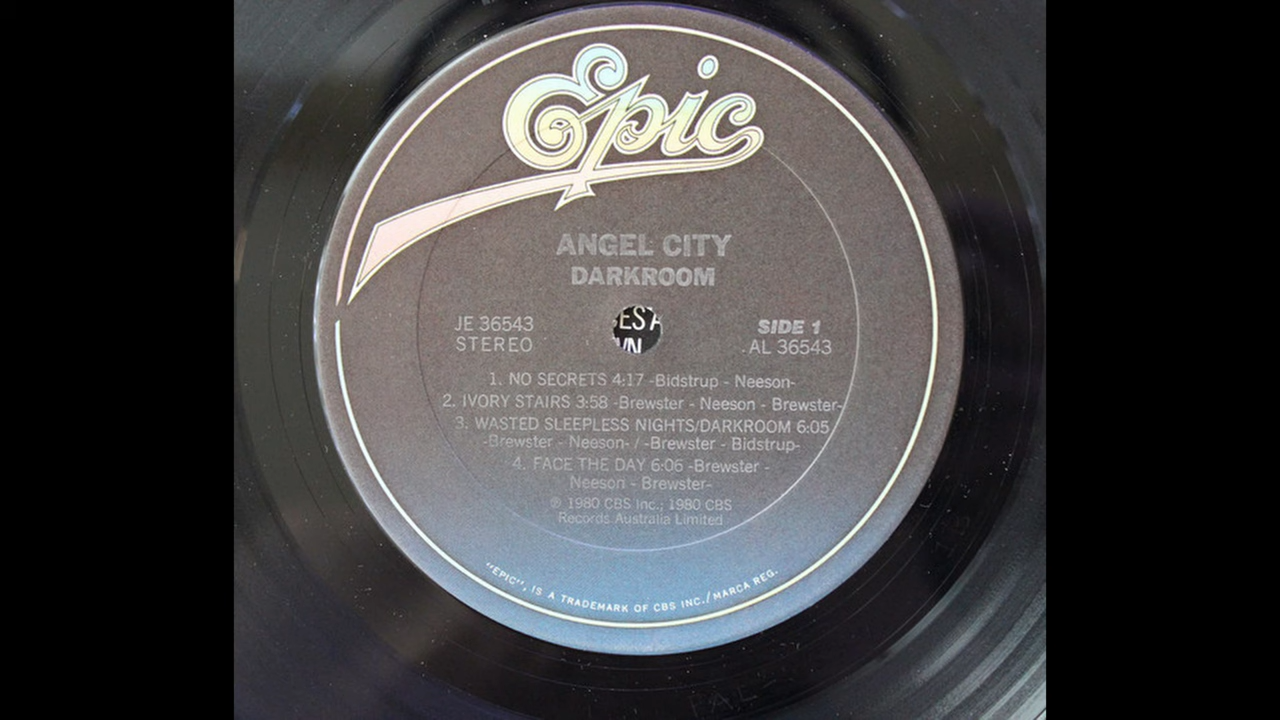 Epic
ANGEL CITY
DARKROOM
JE 36543
STEREO
SIDE 1
AL 36543
1. NO SECRETS 4:17 -Bidstrup - Neeson-
2. IVORY STAIRS 3:58 -Brewster - Neeson - Brewster-
3. WASTED SLEEPLESS NIGHTS/DARKROOM 6:05
-Brewster - Neeson- / -Brewster - Bidstrup-
4. FACE THE DAY 6:06 -Brewster -
Neeson - Brewster-
℗ 1980 CBS Inc.; 1980 CBS
Records Australia Limited
"EPIC", IS A TRADEMARK OF CBS INC./MARCA REG.